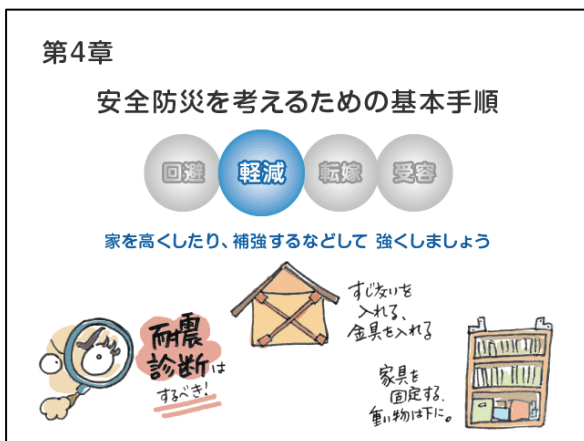 第4章
安全防災を考えるための基本手順
回避
軽減
転嫁
受容
家を高くしたり、補強するなどして 強くしましょう
耐震
診断は
するべき!
すじ交いを
入れる、
金具を入れる
家具を
固定する、
重い物は下に。